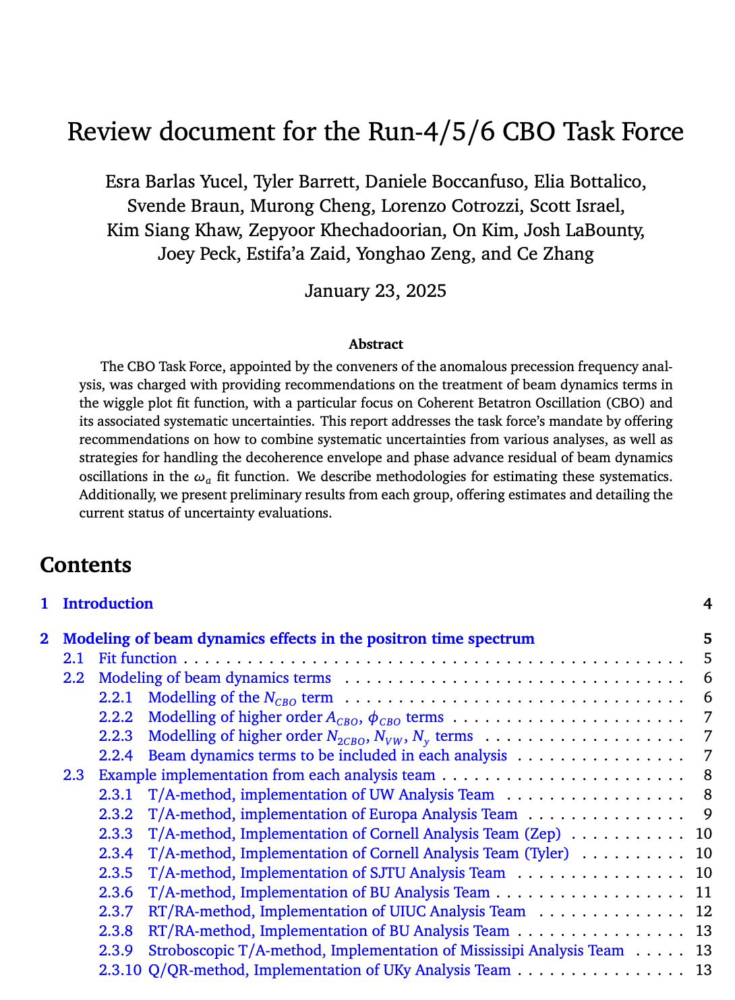 Review document for the Run-4/5/6 CBO Task Force
Esra Barlas Yucel, Tyler Barrett, Daniele Boccanfuso, Elia Bottalico,
Svende Braun, Murong Cheng, Lorenzo Cotrozzi, Scott Israel,
Kim Siang Khaw, Zepyoor Khechadoorian, On Kim, Josh LaBounty,
Joey Peck, Estifa'a Zaid, Yonghao Zeng, and Ce Zhang
January 23, 2025
Abstract
The CBO Task Force, appointed by the conveners of the anomalous precession frequency anal-
ysis, was charged with providing recommendations on the treatment of beam dynamics terms in
the wiggle plot fit function, with a particular focus on Coherent Betatron Oscillation (CBO) and
its associated systematic uncertainties. This report addresses the task force's mandate by offering
recommendations on how to combine systematic uncertainties from various analyses, as well as
strategies for handling the decoherence envelope and phase advance residual of beam dynamics
oscillations in the ω_a fit function. We describe methodologies for estimating these systematics.
Additionally, we present preliminary results from each group, offering estimates and detailing the
current status of uncertainty evaluations.
Contents
1 Introduction 4
2 Modeling of beam dynamics effects in the positron time spectrum 5
2.1 Fit function . . . . . . . . . . . . . . . . . . . . . . . . . . . . . . . . . . . . . . . . . . . . . . . 5
2.2 Modeling of beam dynamics terms . . . . . . . . . . . . . . . . . . . . . . . . . . . . . . . . . 6
2.2.1 Modelling of the N_CBO term . . . . . . . . . . . . . . . . . . . . . . . . . . . . . . . . . 6
2.2.2 Modelling of higher order A_CBO, ϕ_CBO terms . . . . . . . . . . . . . . . . . . . . . . 7
2.2.3 Modelling of higher order N_2CBO, N_VW, N_y terms . . . . . . . . . . . . . . . . . . . 7
2.2.4 Beam dynamics terms to be included in each analysis . . . . . . . . . . . . . . . . 7
2.3 Example implementation from each analysis team . . . . . . . . . . . . . . . . . . . . . . . 8
2.3.1 T/A-method, implementation of UW Analysis Team . . . . . . . . . . . . . . . . . 8
2.3.2 T/A-method, implementation of Europa Analysis Team . . . . . . . . . . . . . . . 9
2.3.3 T/A-method, Implementation of Cornell Analysis Team (Zep) . . . . . . . . . . . 10
2.3.4 T/A-method, Implementation of Cornell Analysis Team (Tyler) . . . . . . . . . . 10
2.3.5 T/A-method, Implementation of SJTU Analysis Team . . . . . . . . . . . . . . . . 10
2.3.6 T/A-method, Implementation of BU Analysis Team . . . . . . . . . . . . . . . . . . 11
2.3.7 RT/RA-method, Implementation of UIUC Analysis Team . . . . . . . . . . . . . . 12
2.3.8 RT/RA-method, Implementation of BU Analysis Team . . . . . . . . . . . . . . . . 13
2.3.9 Stroboscopic T/A-method, Implementation of Mississipi Analysis Team . . . . . 13
2.3.10 Q/QR-method, Implementation of UKy Analysis Team . . . . . . . . . . . . . . . . 13